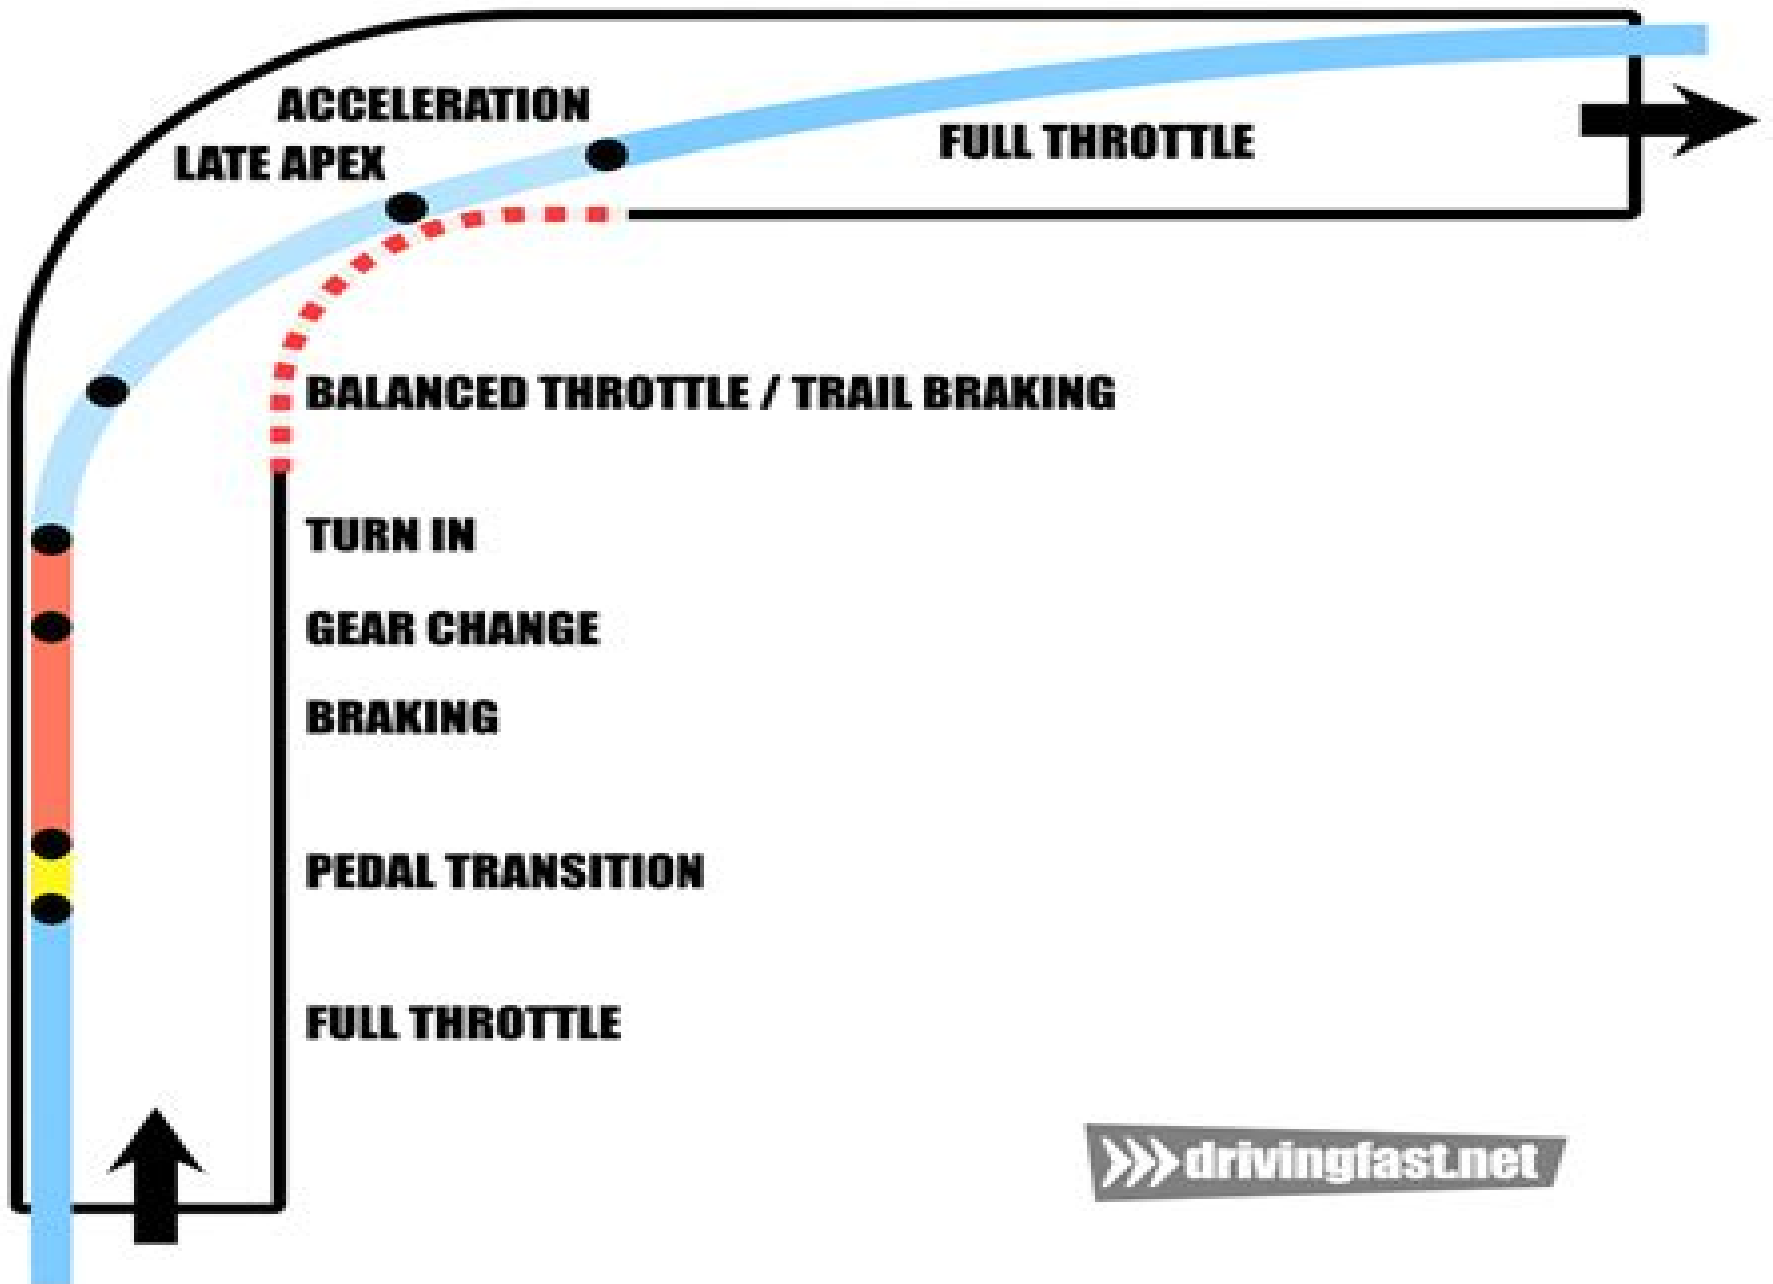 ACCELERATION
LATE APEX
FULL THROTTLE
BALANCED THROTTLE / TRAIL BRAKING
TURN IN
GEAR CHANGE
BRAKING
PEDAL TRANSITION
FULL THROTTLE
drivingfast.net